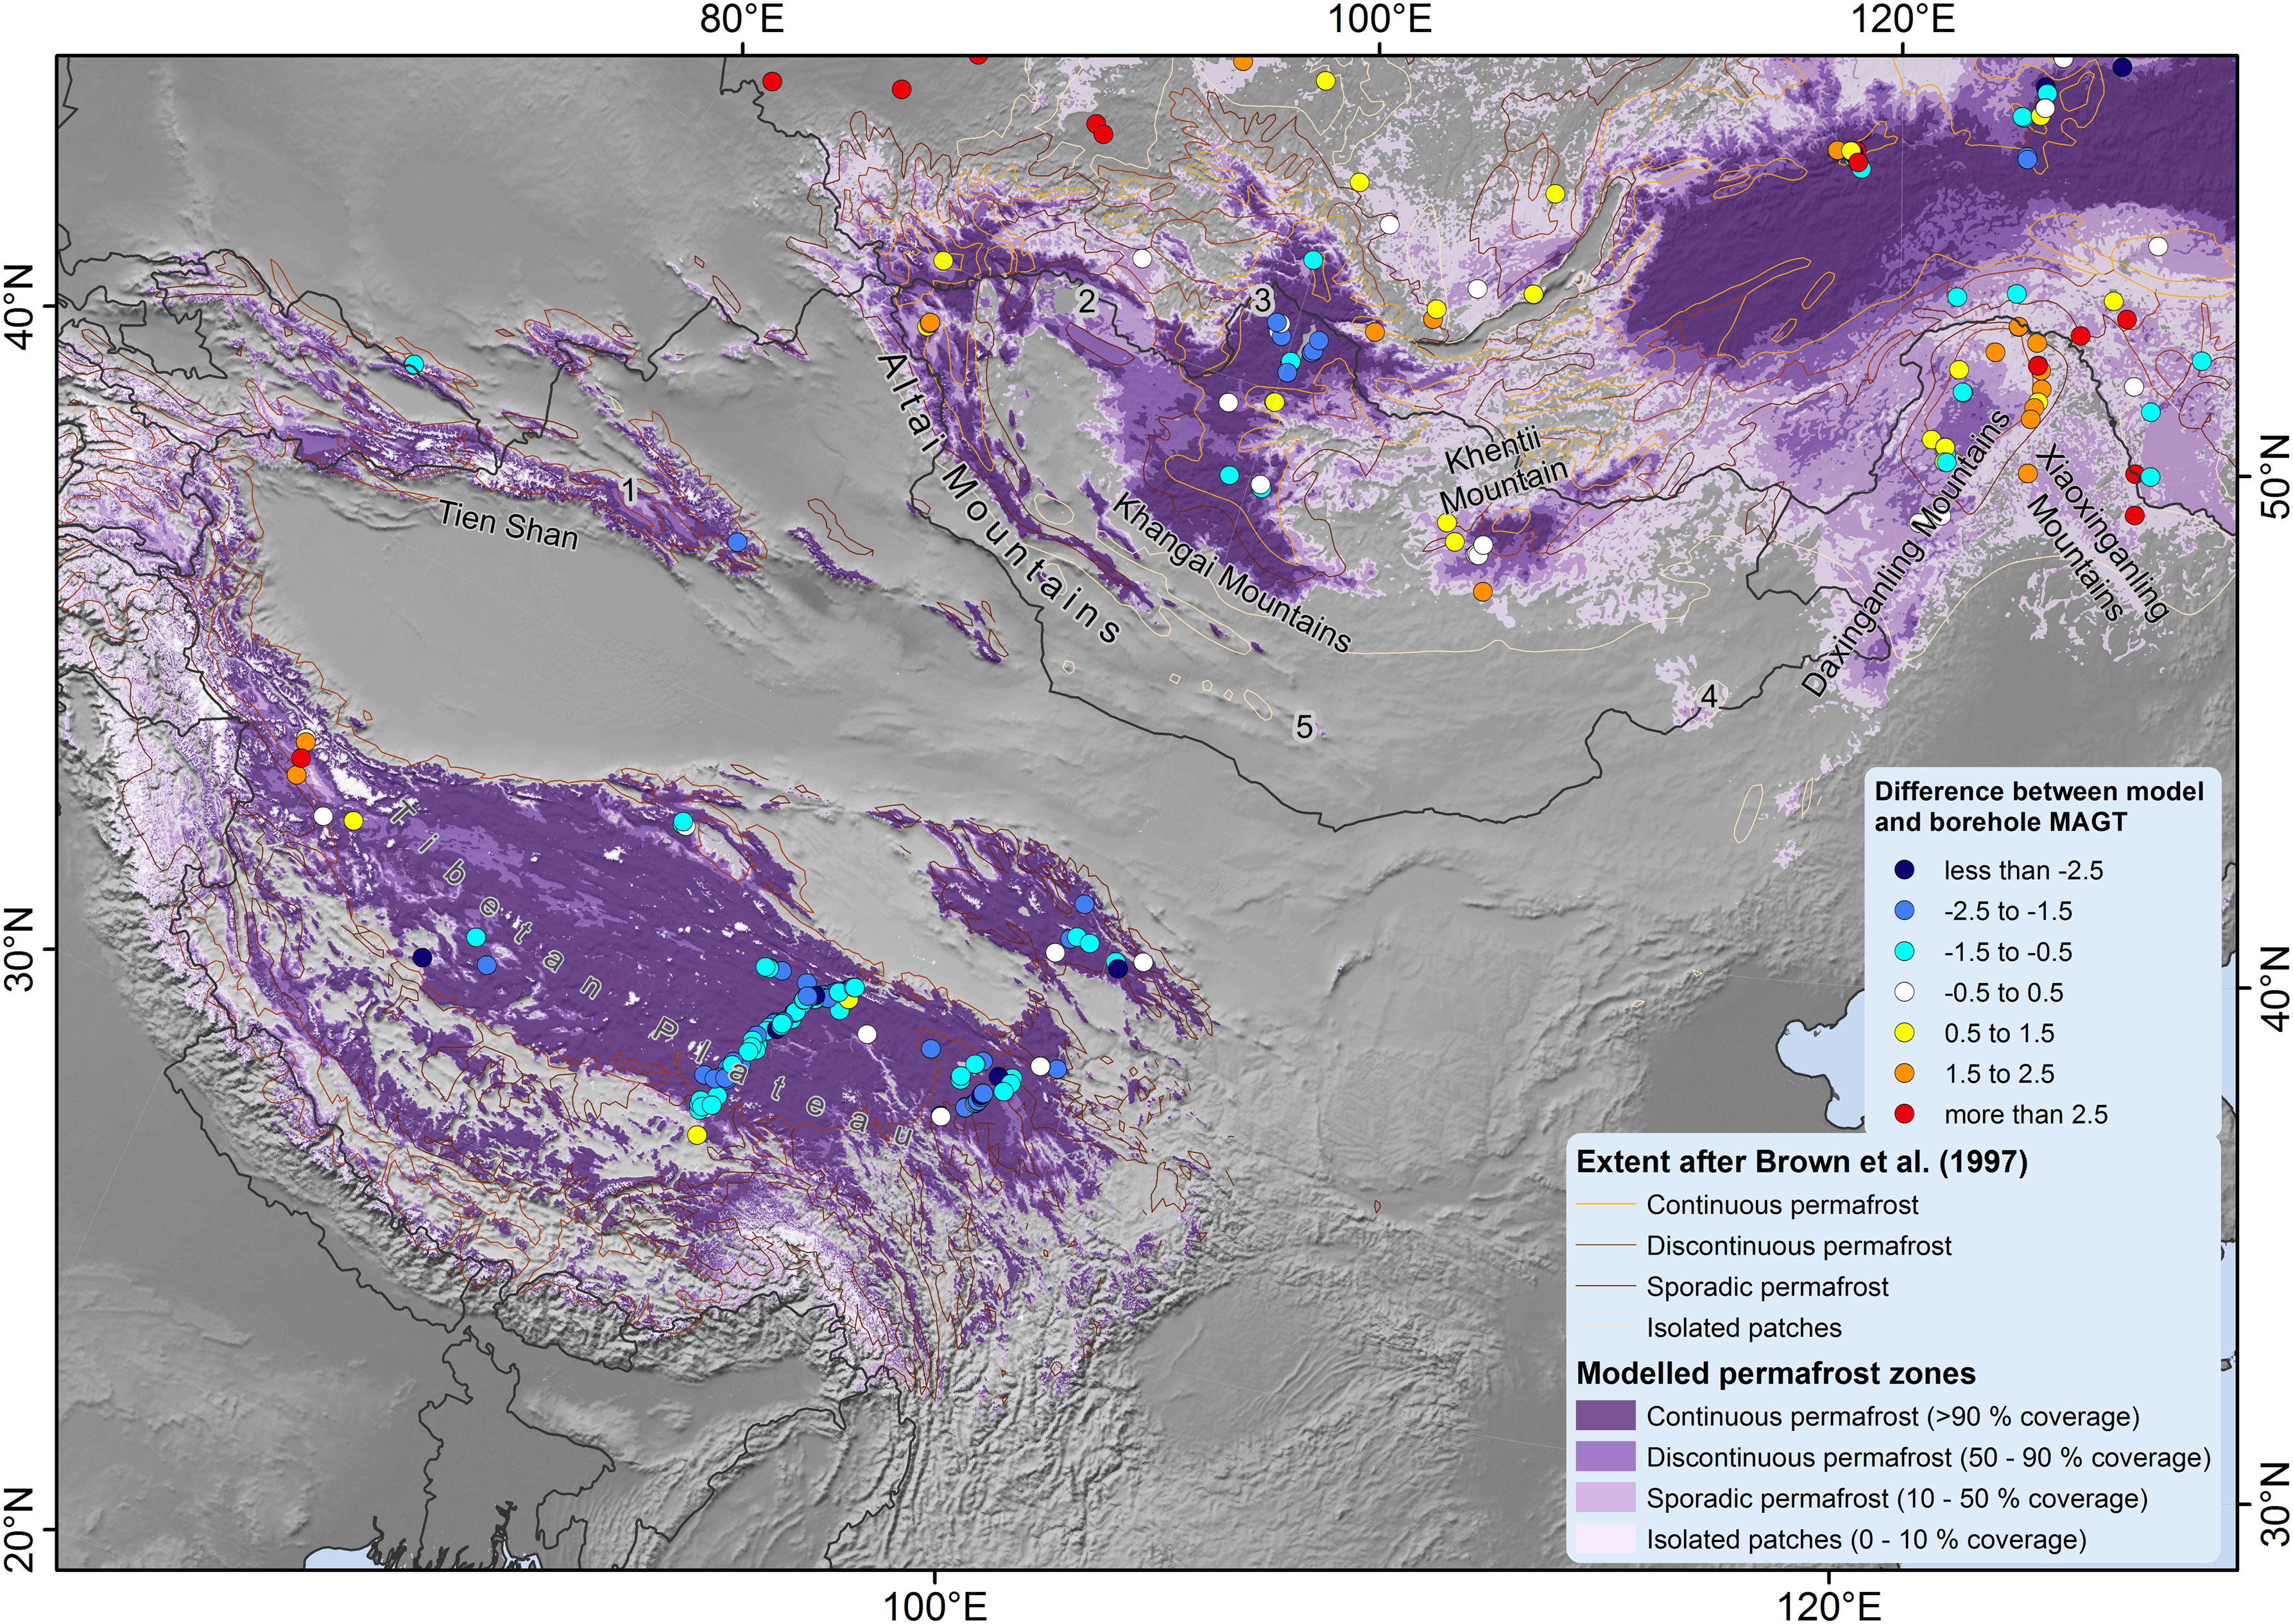 80°E
100°E
120°E
40°N
30°N
20°N
50°N
40°N
30°N
100°E
120°E
1
2
3
4
5
Tien Shan
Altai Mountains
Khangai Mountains
Khentii
Mountain
Daxinganling Mountains
Xiaoxinganling
Mountains
Tibetan Plateau
Difference between model
and borehole MAGT
less than -2.5
-2.5 to -1.5
-1.5 to -0.5
-0.5 to 0.5
0.5 to 1.5
1.5 to 2.5
more than 2.5
Extent after Brown et al. (1997)
Continuous permafrost
Discontinuous permafrost
Sporadic permafrost
Isolated patches
Modelled permafrost zones
Continuous permafrost (>90 % coverage)
Discontinuous permafrost (50 - 90 % coverage)
Sporadic permafrost (10 - 50 % coverage)
Isolated patches (0 - 10 % coverage)